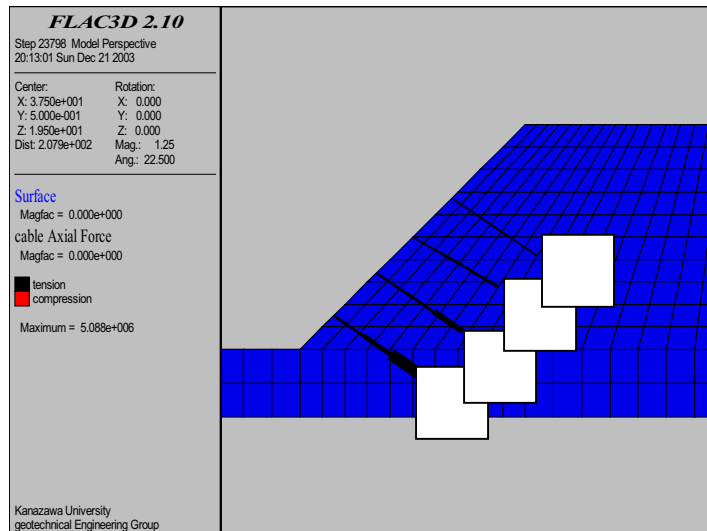 FLAC3D 2.10
Step 23798 Model Perspective
20:13:01 Sun Dec 21 2003
Center:
X: 3.750e+001
Y: 5.000e-001
Z: 1.950e+001
Dist: 2.079e+002
Rotation:
X: 0.000
Y: 0.000
Z: 0.000
Mag.: 1.25
Ang.: 22.500
Surface
Magfac = 0.000e+000
cable Axial Force
Magfac = 0.000e+000
tension
compression
Maximum = 5.088e+006
Kanazawa University
geotechnical Engineering Group